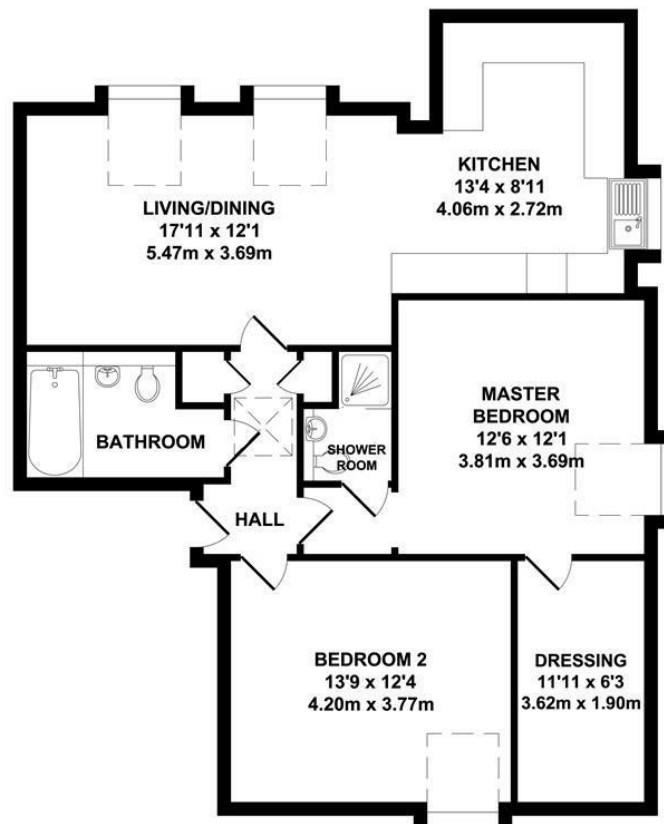 KITCHEN
13'4 x 8'11
4.06m x 2.72m
LIVING/DINING
17'11 x 12'1
5.47m x 3.69m
MASTER
BEDROOM
12'6 x 12'1
3.81m x 3.69m
BATHROOM
SHOWER
ROOM
HALL
BEDROOM 2
13'9 x 12'4
4.20m x 3.77m
DRESSING
11'11 x 6'3
3.62m x 1.90m